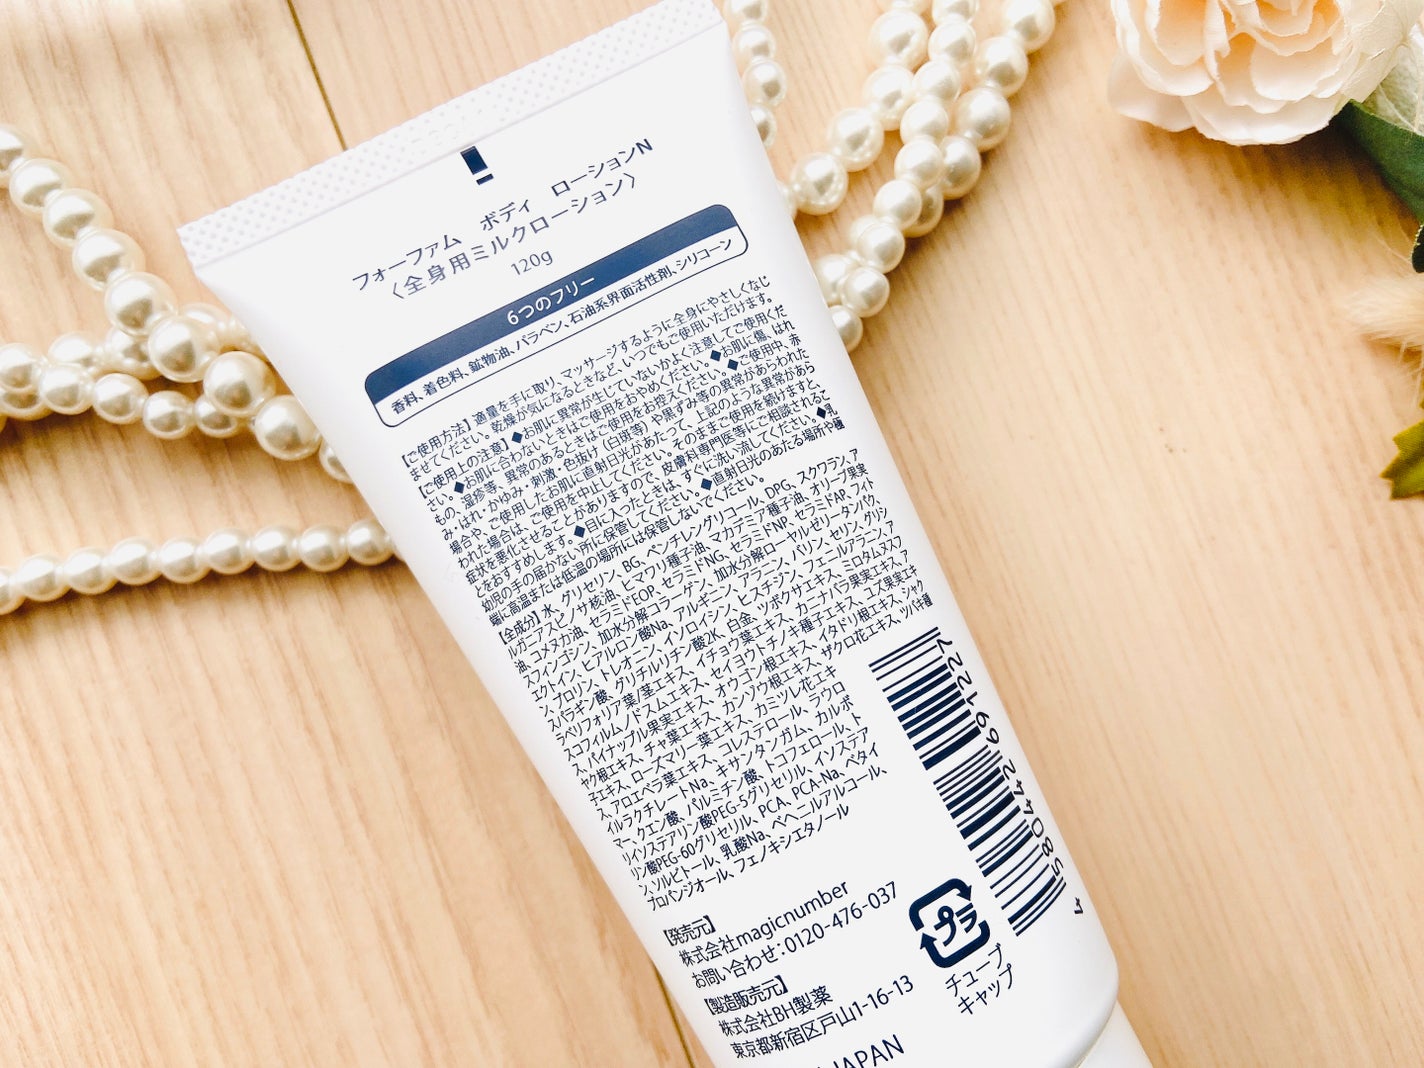 フォーファム ボディ ローションN
〈全身用ミルクローション〉
120g
6つのフリー
香料、着色料、鉱物油、パラベン、石油系界面活性剤、シリコーン
【ご使用方法】適量を手に取り、マッサージするように全身にやさしくなじ
ませてください。乾燥が気になるときなど、いつでもご使用いただけます。
【ご使用上の注意】◆お肌に異常が生じていないかよく注意してご使用くだ
さい。◆お肌に合わないときはご使用をおやめください。◆お肌に傷、はれ
もの、湿疹等、異常のあるときはご使用をお控えください。◆ご使用中、赤
み・はれ・かゆみ・刺激・色抜け（白斑等）や黒ずみ等の異常があらわれた
場合や、ご使用したお肌に直射日光があたって、上記のような異常があら
われた場合は、ご使用を中止してください。そのままご使用を続けますと、
症状を悪化させることがありますので、皮膚科専門医等にご相談されるこ
とをおすすめします。◆目に入ったときは、すぐに洗い流してください。◆乳
幼児の手の届かない所に保管してください。◆直射日光のあたる場所や極
端に高温または低温の場所には保管しないでください。
【全成分】水、グリセリン、BG、ペンチレングリコール、DPG、スクワラン、ア
ルガニアスピノサ核油、ヒマワリ種子油、マカデミア種子油、オリーブ果実
油、コメヌカ油、セラミドEOP、セラミドNG、セラミドNP、セラミドAP、フィト
スフィンゴシン、加水分解コラーゲン、加水分解ローヤルゼリータンパク、
エクトイン、ヒアルロン酸Na、アルギニン、アラニン、バリン、セリン、グリシ
ン、プロリン、トレオニン、イソロイシン、ヒスチジン、フェニルアラニン、ア
スパラギン酸、グリチルリチン酸2K、白金、ツボクサエキス、ミロタムヌスフ
ラベリフォリア葉/茎エキス、イチョウ葉エキス、カニナバラ果実エキス、ア
スコフィルムノドスムエキス、セイヨウトチノキ種子エキス、ユズ果実エキ
ス、パイナップル果実エキス、オウゴン根エキス、イタドリ根エキス、シャク
ヤク根エキス、チャ葉エキス、カンゾウ根エキス、ザクロ花エキス、ツバキ種
子エキス、ローズマリー葉エキス、カミツレ花エキ
ス、アロエベラ葉エキス、コレステロール、ラウロ
イルラクチレートNa、キサンタンガム、カルボ
マー、クエン酸、パルミチン酸、トコフェロール、ト
リイソステアリン酸PEG-5グリセリル、イソステア
リン酸PEG-60グリセリル、PCA、PCA-Na、ベタイ
ン、ソルビトール、乳酸Na、ベヘニルアルコール、
プロパンジオール、フェノキシエタノール
【発売元】
株式会社magicnumber
お問い合わせ：0120-476-037
【製造販売元】
株式会社BH製薬
東京都新宿区戸山1-16-13
JAPAN
プラ
チューブ
キャップ